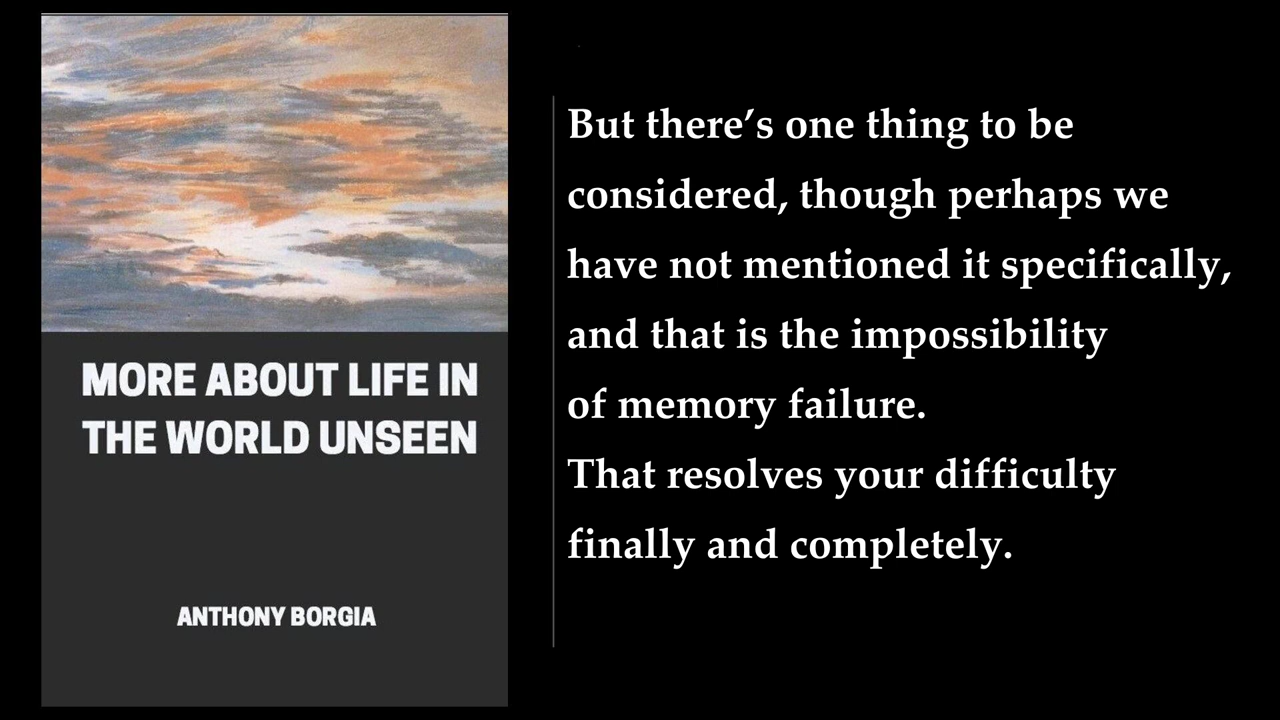 MORE ABOUT LIFE IN
THE WORLD UNSEEN
ANTHONY BORGIA
But there’s one thing to be
considered, though perhaps we
have not mentioned it specifically,
and that is the impossibility
of memory failure.
That resolves your difficulty
finally and completely.